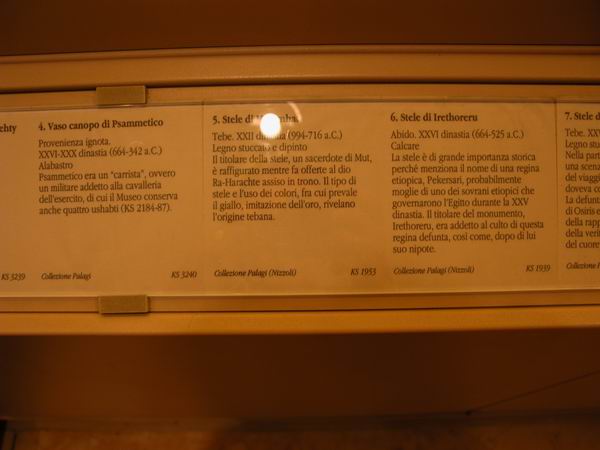 ehty
KS 3239
4. Vaso canopo di Psammetico
Provenienza ignota.
XXVI-XXX dinastia (664-342 a.C.)
Alabastro
Psammetico era un "carrista", ovvero
un militare addetto alla cavalleria
dell'esercito, di cui il Museo conserva
anche quattro ushabti (KS 2184-87).
Collezione Palagi KS 3240
5. Stele di
Tebe. XXII dinastia (994-716 a.C.)
Legno stuccato e dipinto
Il titolare della stele, un sacerdote di Mut,
è raffigurato mentre fa offerte al dio
Ra-Harachte assiso in trono. Il tipo di
stele e l'uso dei colori, fra cui prevale
il giallo, imitazione dell'oro, rivelano
l'origine tebana.
Collezione Palagi (Nizzoli) KS 1953
6. Stele di Irethoreru
Abido. XXVI dinastia (664-525 a.C.)
Calcare
La stele è di grande importanza storica
perché menziona il nome di una regina
etiopica, Pekersari, probabilmente
moglie di uno dei sovrani etiopici che
governarono l'Egitto durante la XXV
dinastia. Il titolare del monumento,
Irethoreru, era addetto al culto di questa
regina defunta, così come, dopo di lui
suo nipote.
Collezione Palagi (Nizzoli) KS 1939
7. Stele d
Tebe. XX
Legno stu
Nella part
una scena
del viaggi
doveva co
La defunt
di Osiris e
della rapp
della verit
del cuore
Collezione